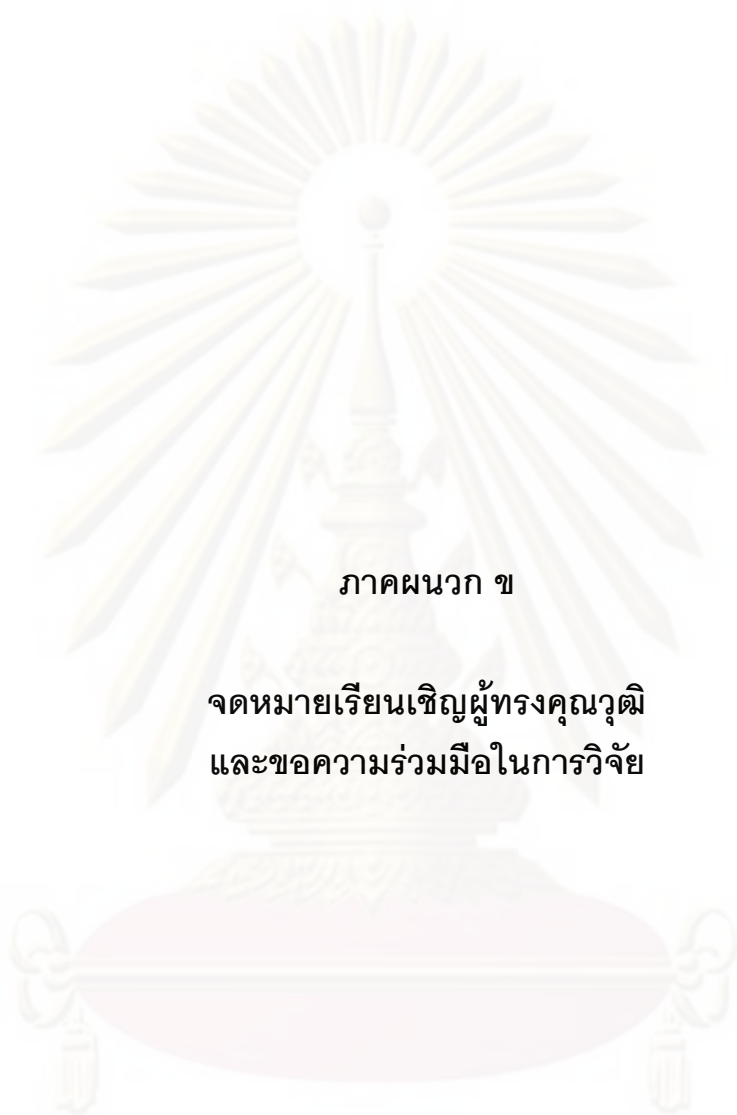 ภาคผนวก ข
จดหมายเรียนเชิญผู้ทรงคุณวุฒิ
และขอความร่วมมือในการวิจัย